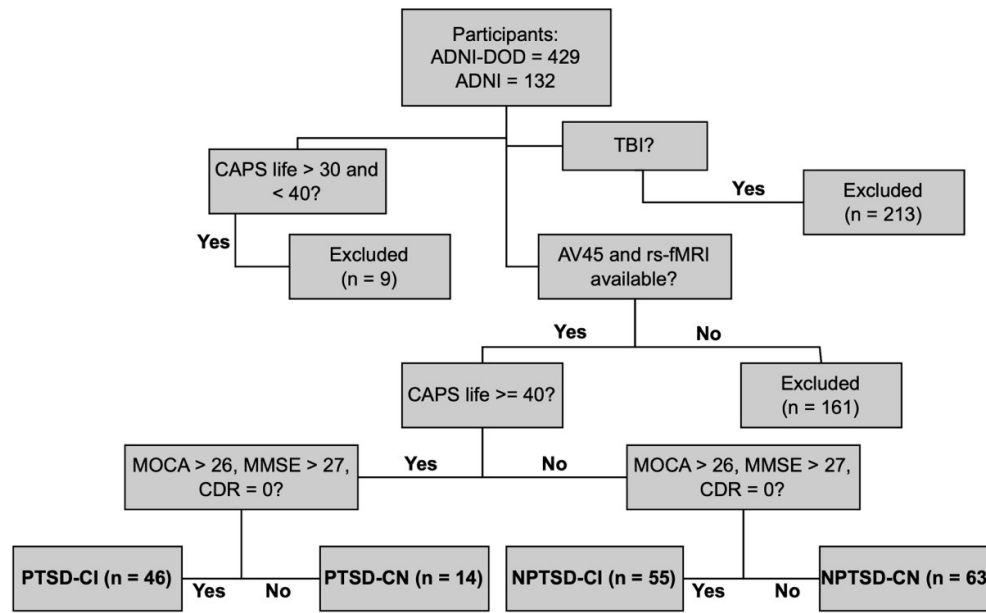 Participants:
ADNI-DOD = 429
ADNI = 132
TBI?
CAPS life > 30 and
< 40?
Yes
Excluded
(n = 213)
Yes
Excluded
(n = 9)
AV45 and rs-fMRI
available?
Yes
No
CAPS life >= 40?
Excluded
(n = 161)
MOCA > 26, MMSE > 27,
CDR = 0?
Yes
No
MOCA > 26, MMSE > 27,
CDR = 0?
PTSD-CI (n = 46)
Yes
No
PTSD-CN (n = 14)
NPTSD-CI (n = 55)
Yes
No
NPTSD-CN (n = 63